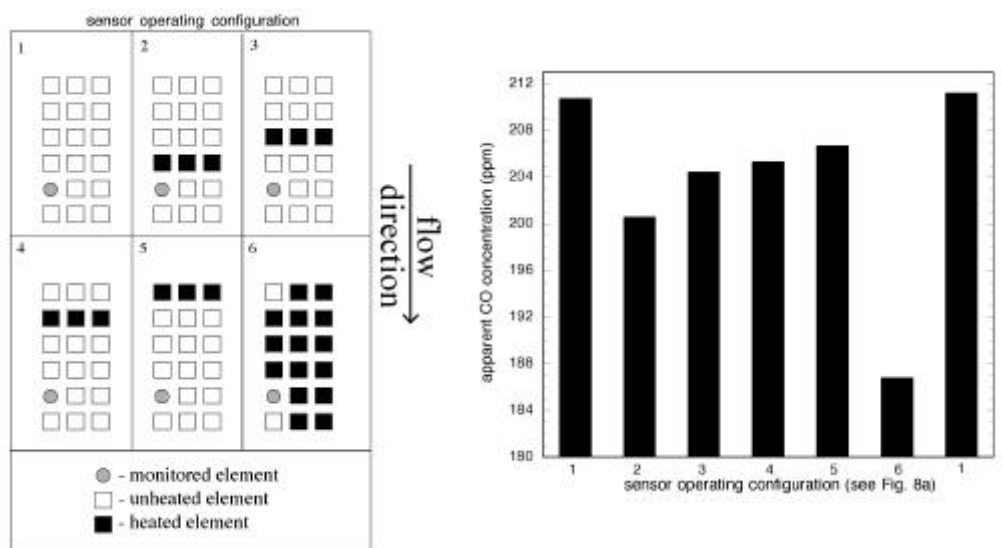 sensor operating configuration
1
2
3
4
5
6
flow
direction
- monitored element
- unheated element
- heated element
apparent CO concentration (ppm)
212
208
204
200
196
192
188
184
180
1 2 3 4 5 6 1
sensor operating configuration (see Fig. 8a)